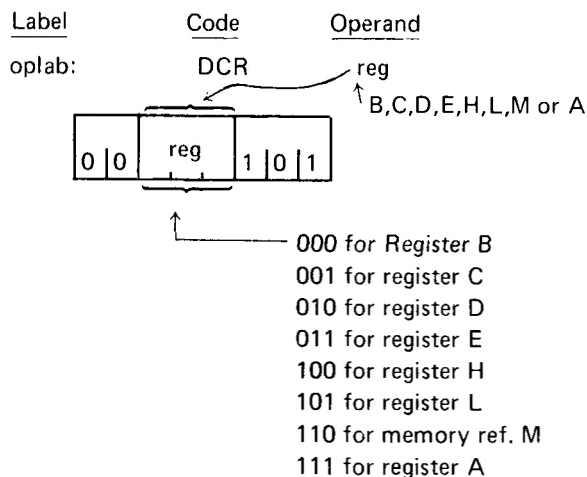 Label Code Operand
oplab: DCR reg
B,C,D,E,H,L,M or A
0 0 reg 1 0 1
000 for Register B
001 for register C
010 for register D
011 for register E
100 for register H
101 for register L
110 for memory ref. M
111 for register A